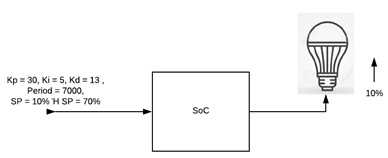 Kp = 30, Ki = 5, Kd = 13 ,
Period = 7000,
SP = 10% Ή SP = 70%
SoC
10%